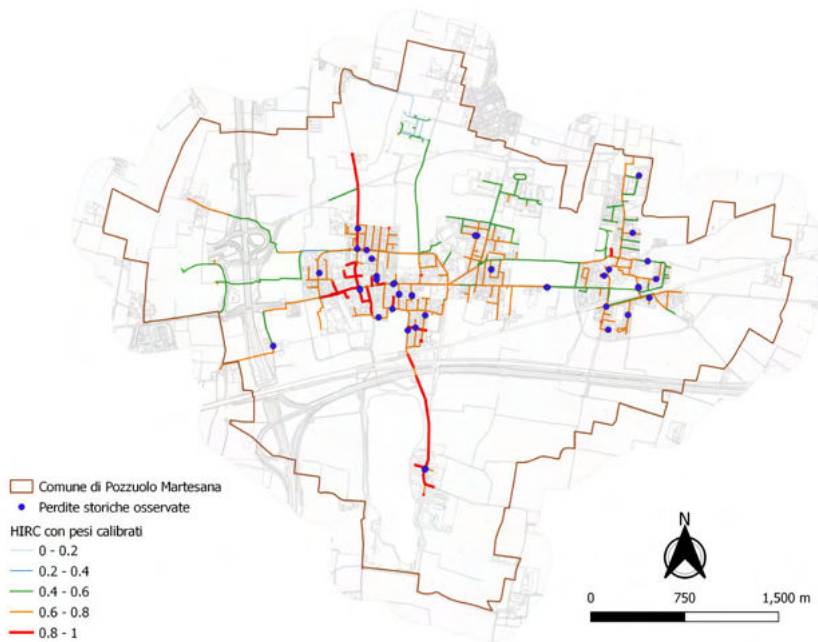 Comune di Pozzuolo Martesana
Perdite storiche osservate
HIRC con pesi calibrati
0 - 0.2
0.2 - 0.4
0.4 - 0.6
0.6 - 0.8
0.8 - 1
N
0 750 1,500 m